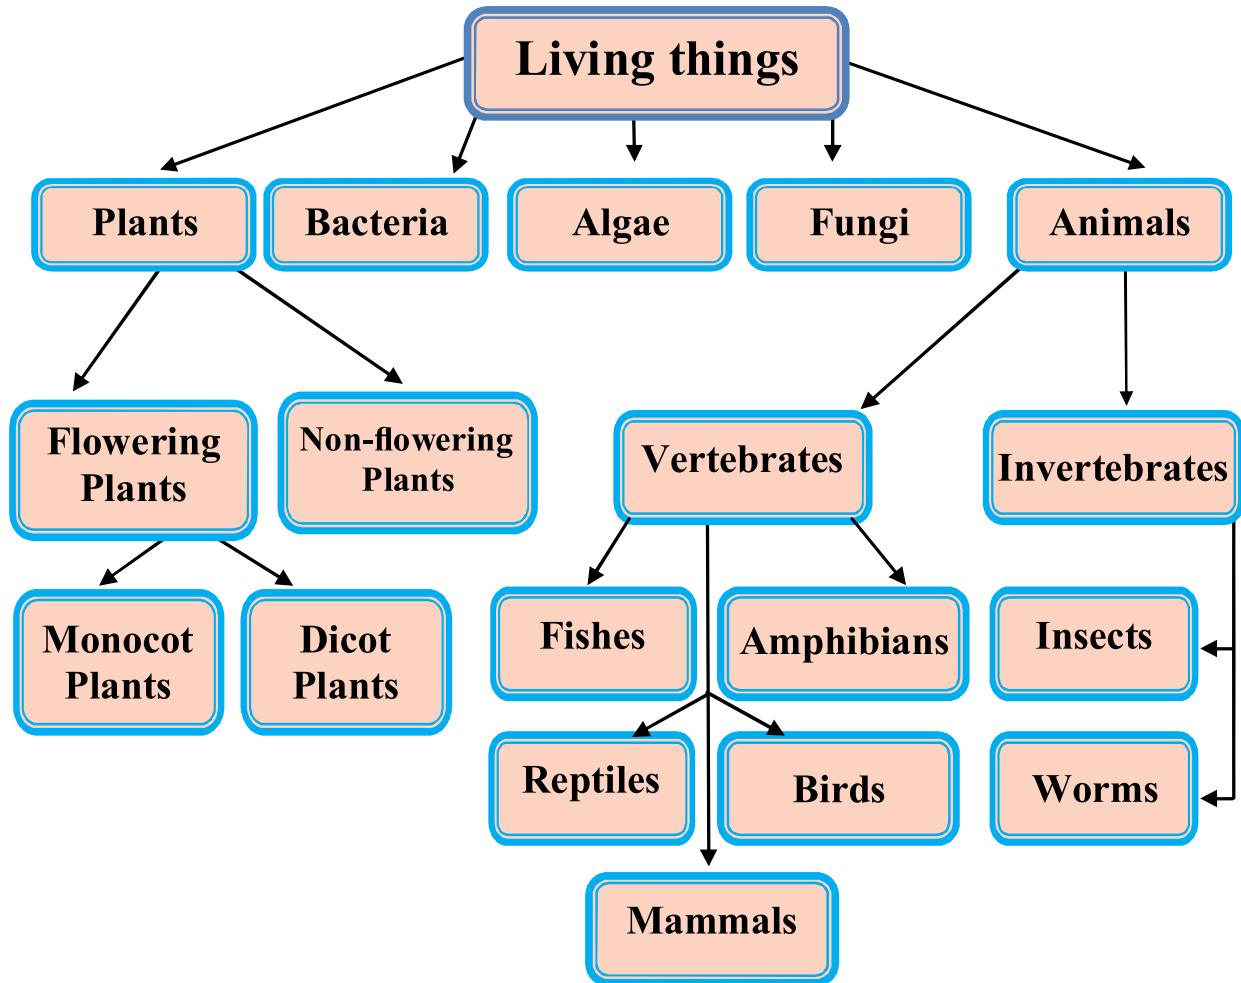 Living things
Plants
Bacteria
Algae
Fungi
Animals
Flowering
Plants
Non-flowering
Plants
Vertebrates
Invertebrates
Monocot
Plants
Dicot
Plants
Fishes
Amphibians
Insects
Reptiles
Birds
Worms
Mammals